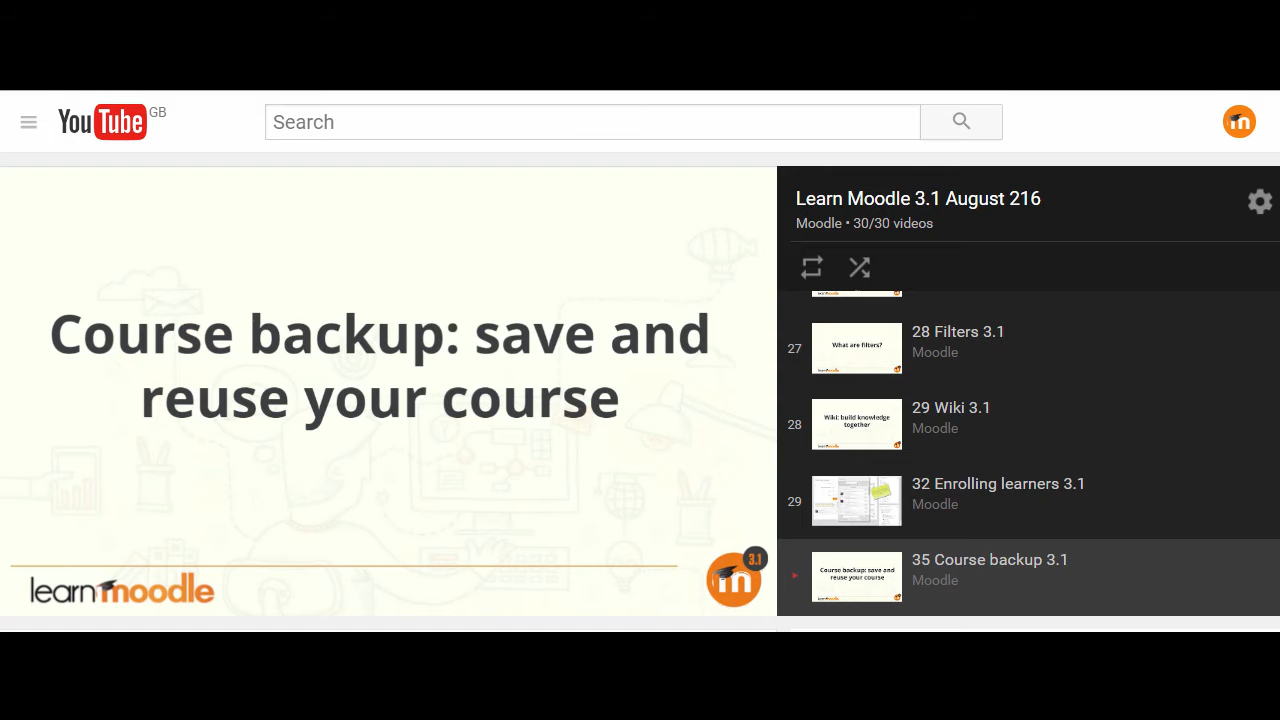 YouTube GB
Search
Course backup: save and
reuse your course
learnmoodle
3.1
m
Learn Moodle 3.1 August 216
Moodle • 30/30 videos
27
What are filters?
28 Filters 3.1
Moodle
28
Wiki: build knowledge
together
29 Wiki 3.1
Moodle
29
32 Enrolling learners 3.1
Moodle
Course backup: save and
reuse your course
35 Course backup 3.1
Moodle